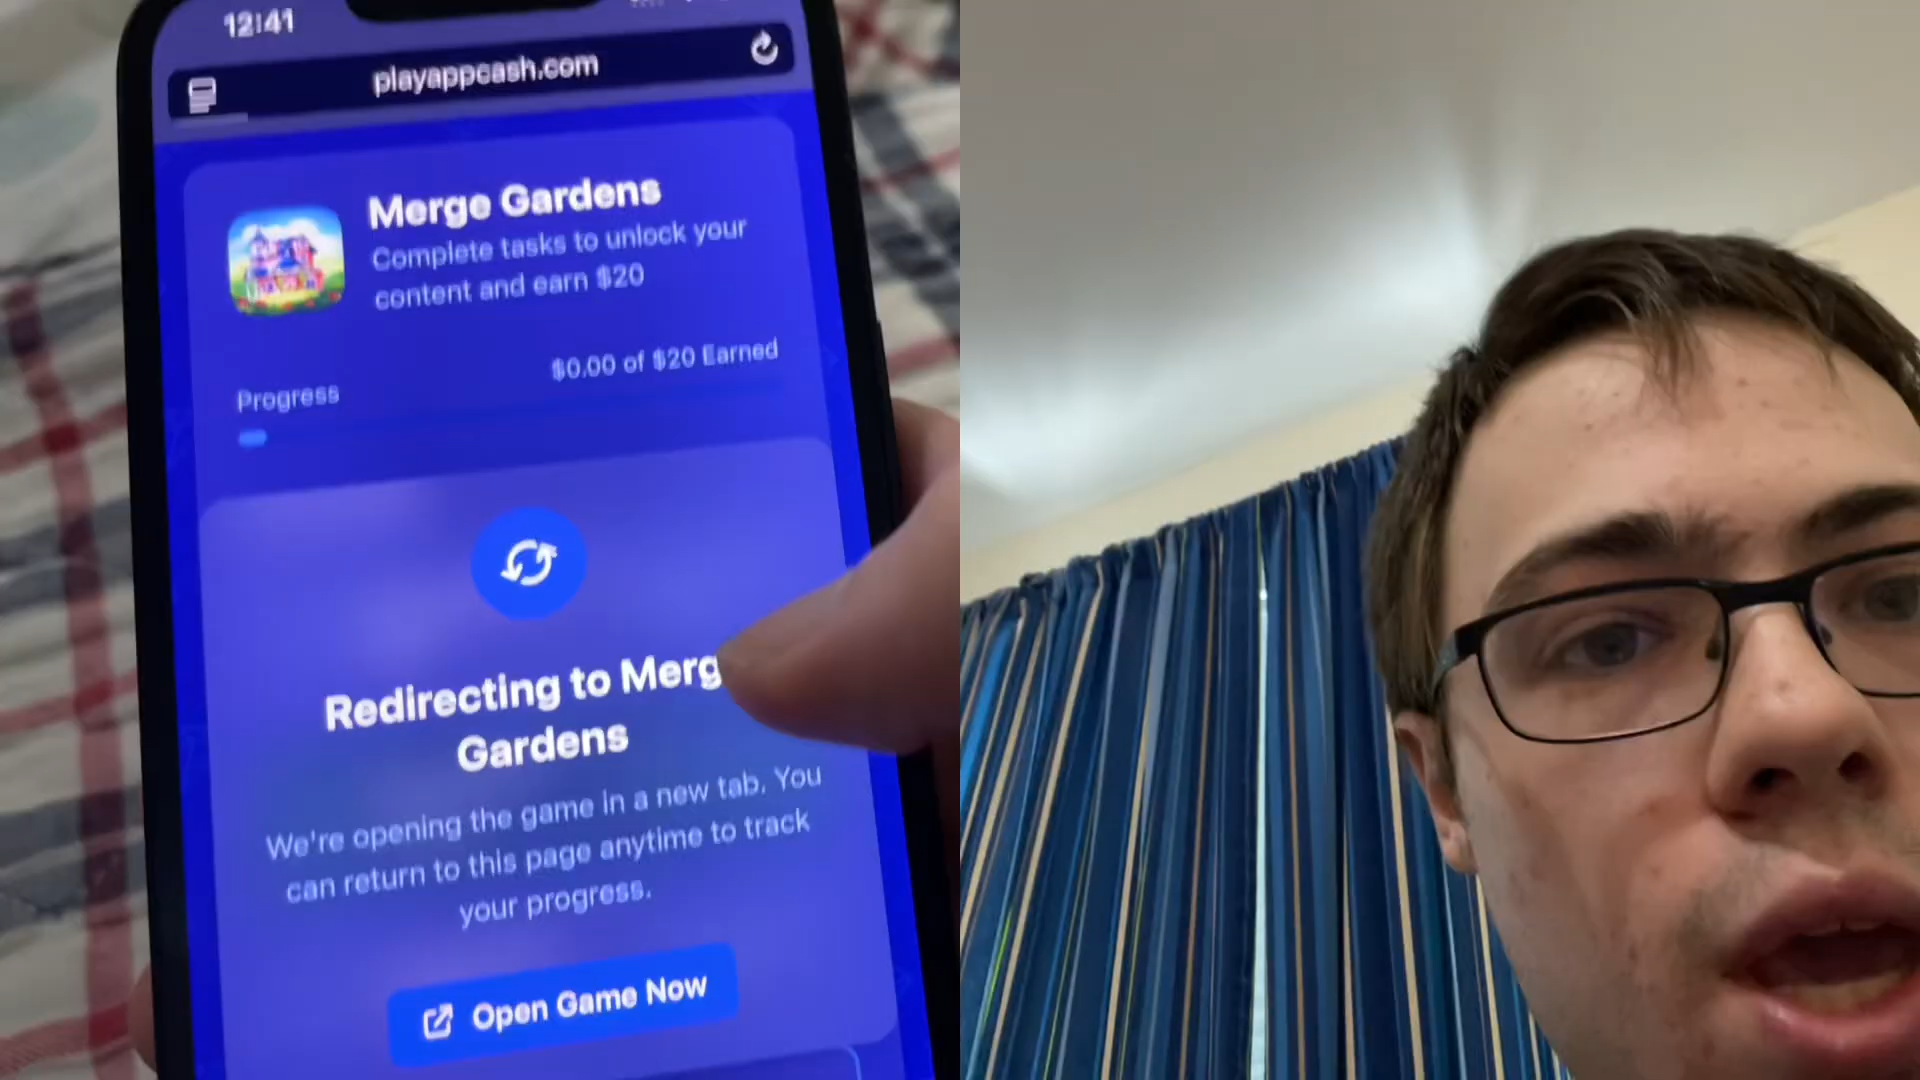 12:41
playappcash.com
Merge Gardens
Complete tasks to unlock your
content and earn $20
$0.00 of $20 Earned
Progress
Redirecting to Merg
Gardens
We're opening the game in a new tab. You
can return to this page anytime to track
your progress.
Open Game Now